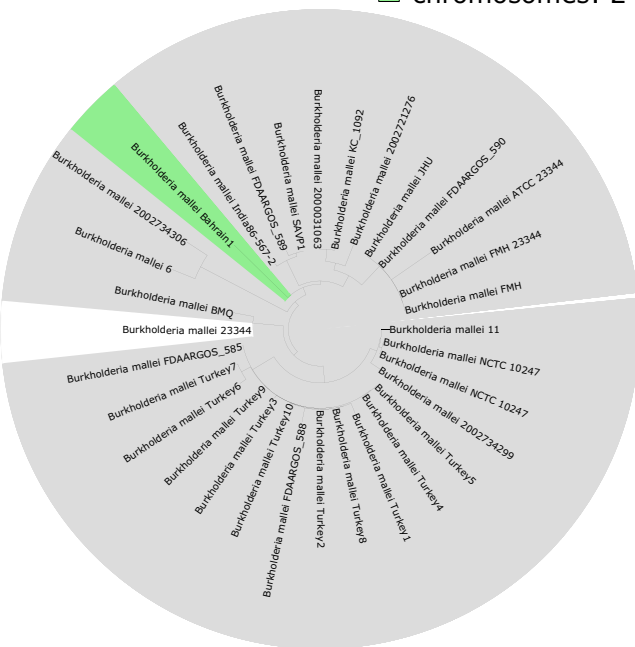 chromosomes: 2
Burkholderia mallei FDAARGOS_589
Burkholderia mallei SAVP1
Burkholderia mallei 2000031063
Burkholderia mallei KC_1092
Burkholderia mallei 2002721276
Burkholderia mallei JHU
Burkholderia mallei FDAARGOS_590
Burkholderia mallei ATCC 23344
Burkholderia mallei FMH 23344
Burkholderia mallei FMH
Burkholderia mallei 11
Burkholderia mallei NCTC 10247
Burkholderia mallei NCTC 10247
Burkholderia mallei 2002734299
Burkholderia mallei Turkey5
Burkholderia mallei Turkey4
Burkholderia mallei Turkey1
Burkholderia mallei Turkey8
Burkholderia mallei Turkey2
Burkholderia mallei FDAARGOS_588
Burkholderia mallei Turkey10
Burkholderia mallei Turkey3
Burkholderia mallei Turkey9
Burkholderia mallei Turkey6
Burkholderia mallei Turkey7
Burkholderia mallei FDAARGOS_585
Burkholderia mallei 23344
Burkholderia mallei BMQ
Burkholderia mallei 6
Burkholderia mallei 2002734306
Burkholderia mallei Bahrain1
Burkholderia mallei India86-567-2